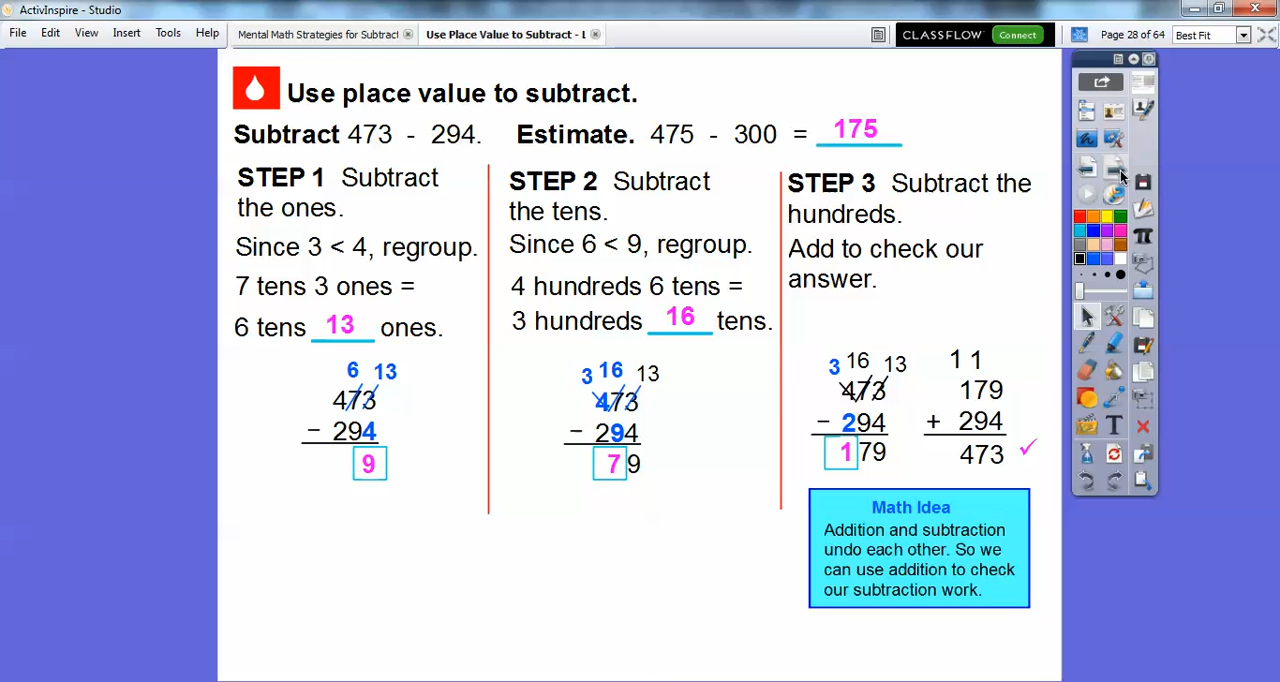 ActivInspire - Studio
File Edit View Insert Tools Help
Mental Math Strategies for Subtract
Use Place Value to Subtract - L
CLASSFLOW Connect
Page 28 of 64
Best Fit
Use place value to subtract.
Subtract 473 - 294. Estimate. 475 - 300 = 175
STEP 1 Subtract
the ones.
Since 3 < 4, regroup.
7 tens 3 ones =
6 tens 13 ones.
6 13
473
- 294
9
STEP 2 Subtract
the tens.
Since 6 < 9, regroup.
4 hundreds 6 tens =
3 hundreds 16 tens.
3 16 13
473
- 294
79
STEP 3 Subtract the
hundreds.
Add to check our
answer.
3 16 13
473
- 294
179
1 1
179
+ 294
473 ✓
Math Idea
Addition and subtraction
undo each other. So we
can use addition to check
our subtraction work.